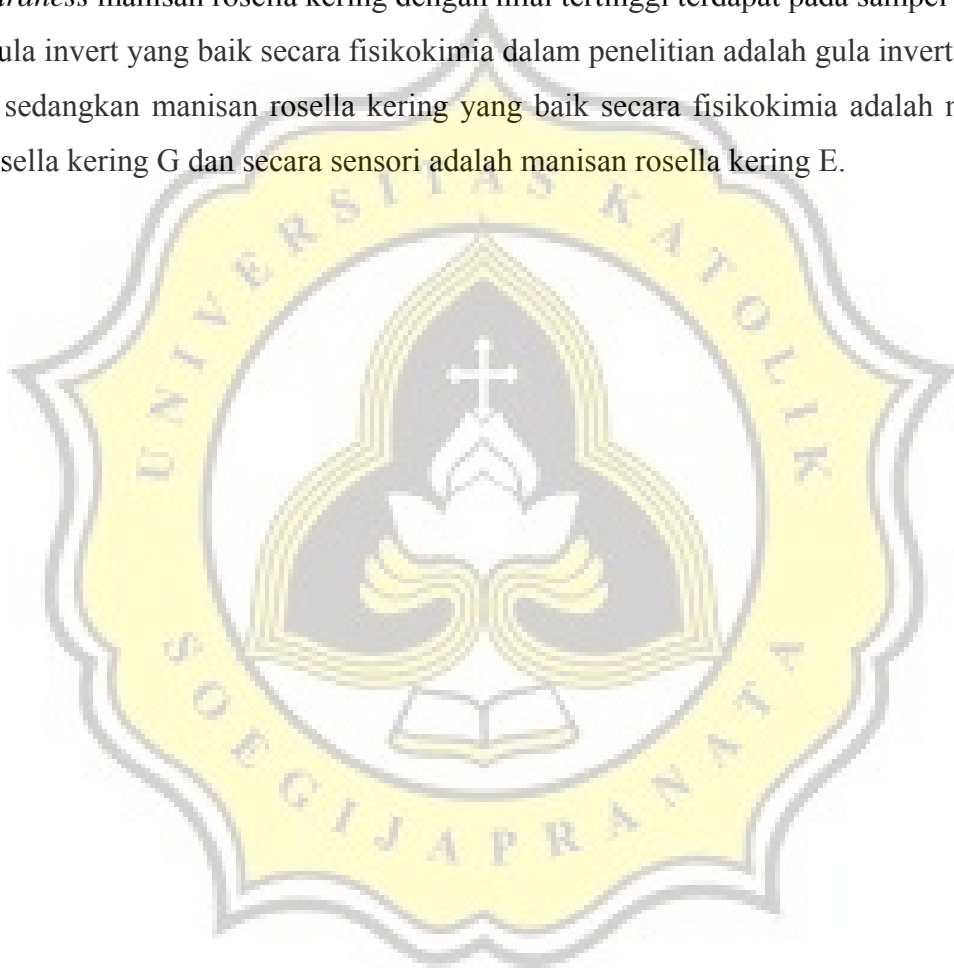 manisan rosella kering dengan nilai tertinggi terdapat pada sampel
gula invert yang baik secara fisikokimia dalam penelitian adalah gula invert
sedangkan manisan rosella kering yang baik secara fisikokimia adalah
kering G dan secara sensori adalah manisan rosella kering E.
UNIVERSITAS KATOLIK
SOEGIJAPRANATA